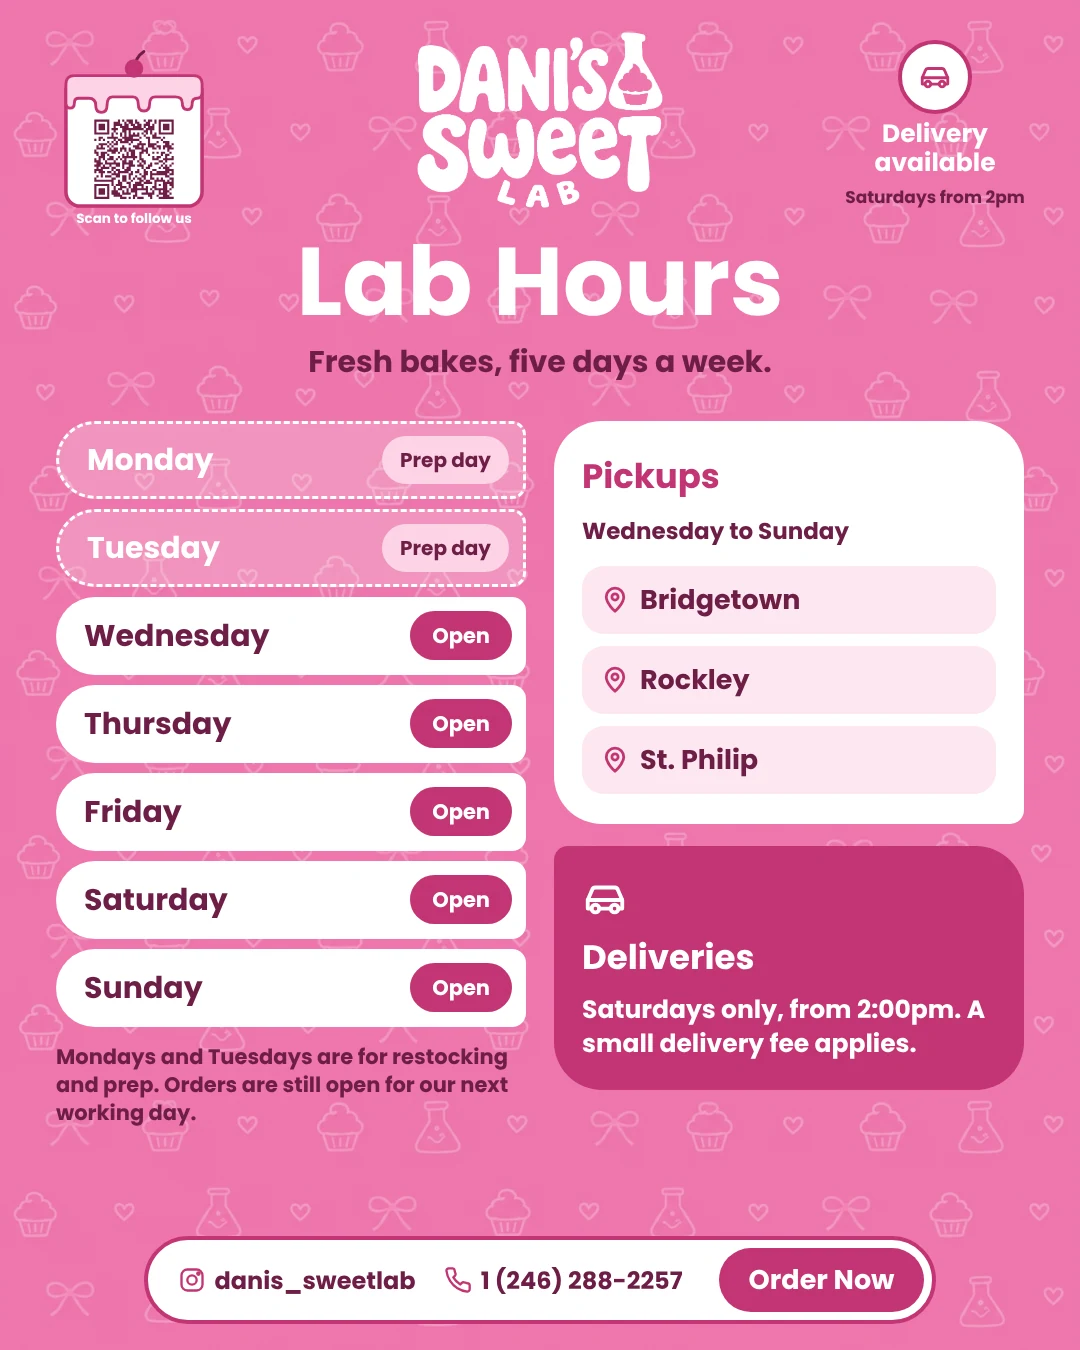 DANI'S
SWEET
LAB
Scan to follow us
Delivery
available
Saturdays from 2pm
Lab Hours
Fresh bakes, five days a week.
Monday
Prep day
Tuesday
Prep day
Wednesday
Open
Thursday
Open
Friday
Open
Saturday
Open
Sunday
Open
Mondays and Tuesdays are for restocking
and prep. Orders are still open for our next
working day.
Pickups
Wednesday to Sunday
Bridgetown
Rockley
St. Philip
Deliveries
Saturdays only, from 2:00pm. A
small delivery fee applies.
danis_sweetlab
1 (246) 288-2257
Order Now